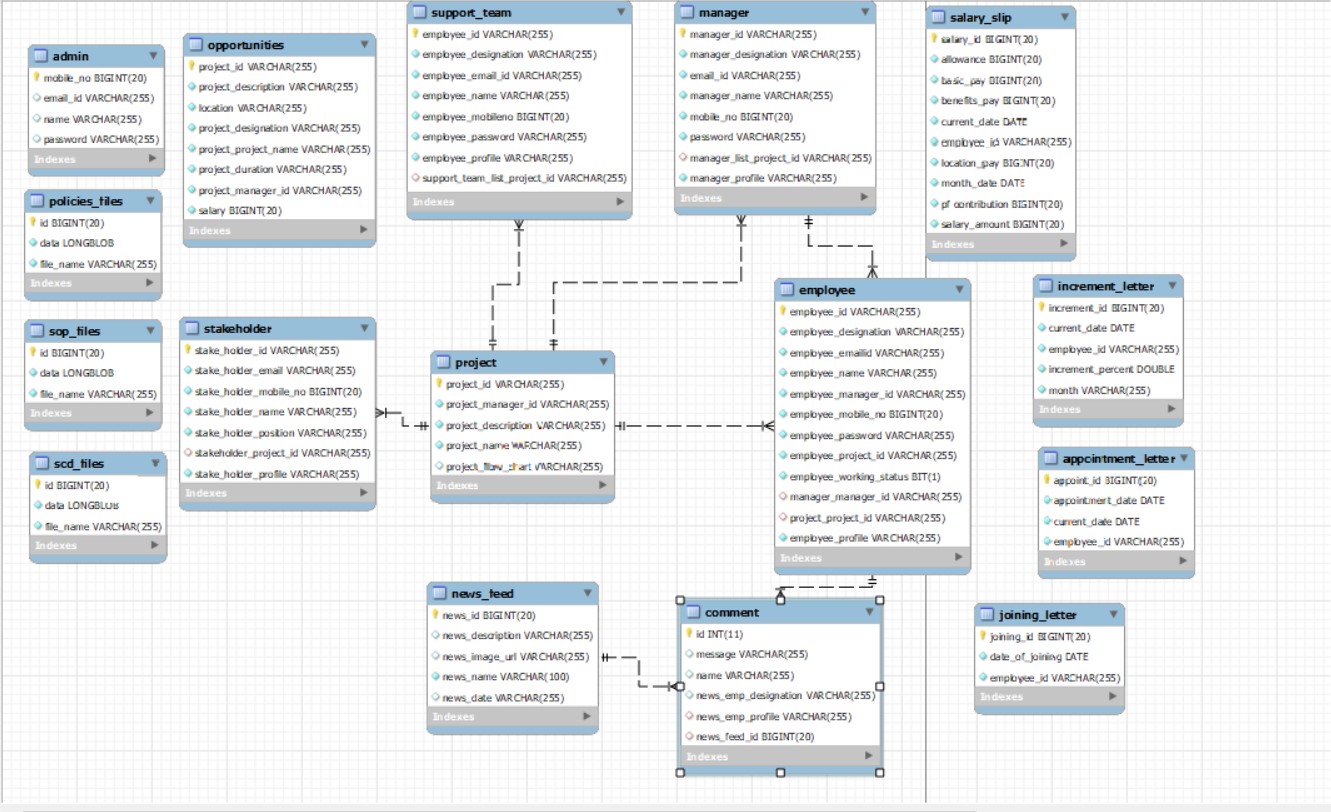 admin
mobile_no BIGINT(20)
email_id VARCHAR(255)
name VARCHAR(255)
password VARCHAR(255)
Indexes
policies_files
id BIGINT(20)
data LONGBLOB
file_name VARCHAR(255)
Indexes
sop_files
id BIGINT(20)
data LONGBLOB
file_name VARCHAR(255)
Indexes
scd_files
id BIGINT(20)
data LONGBLOB
file_name VARCHAR(255)
Indexes
opportunities
project_id VARCHAR(255)
project_description VARCHAR(255)
location VARCHAR(255)
project_designation VARCHAR(255)
project_project_name VARCHAR(255)
project_duration VARCHAR(255)
project_manager_id VARCHAR(255)
salary BIGINT(20)
Indexes
stakeholder
stake_holder_id VARCHAR(255)
stake_holder_email VARCHAR(255)
stake_holder_mobile_no BIGINT(20)
stake_holder_name VARCHAR(255)
stake_holder_position VARCHAR(255)
stakeholder_project_id VARCHAR(255)
stake_holder_profile VARCHAR(255)
Indexes
support_team
employee_id VARCHAR(255)
employee_designation VARCHAR(255)
employee_email_id VARCHAR(255)
employee_name VARCHAR(255)
employee_mobileno BIGINT(20)
employee_password VARCHAR(255)
employee_profile VARCHAR(255)
support_team_list_project_id VARCHAR(255)
Indexes
project
project_id VARCHAR(255)
project_manager_id VARCHAR(255)
project_description VARCHAR(255)
project_name VARCHAR(255)
project_flow_chart VARCHAR(255)
Indexes
news_feed
news_id BIGINT(20)
news_description VARCHAR(255)
news_image_url VARCHAR(255)
news_name VARCHAR(100)
news_date VARCHAR(255)
Indexes
manager
manager_id VARCHAR(255)
manager_designation VARCHAR(255)
email_id VARCHAR(255)
manager_name VARCHAR(255)
mobile_no BIGINT(20)
password VARCHAR(255)
manager_list_project_id VARCHAR(255)
manager_profile VARCHAR(255)
Indexes
employee
employee_id VARCHAR(255)
employee_designation VARCHAR(255)
employee_emailid VARCHAR(255)
employee_name VARCHAR(255)
employee_manager_id VARCHAR(255)
employee_mobile_no BIGINT(20)
employee_password VARCHAR(255)
employee_project_id VARCHAR(255)
employee_working_status BIT(1)
manager_manager_id VARCHAR(255)
project_project_id VARCHAR(255)
employee_profile VARCHAR(255)
Indexes
comment
id INT(11)
message VARCHAR(255)
name VARCHAR(255)
news_emp_designation VARCHAR(255)
news_emp_profile VARCHAR(255)
news_feed_id BIGINT(20)
Indexes
salary_slip
salary_id BIGINT(20)
allowance BIGINT(20)
basic_pay BIGINT(20)
benefits_pay BIGINT(20)
current_date DATE
employee_id VARCHAR(255)
location_pay BIGINT(20)
month_date DATE
pf contribution BIGINT(20)
salary_amount BIGINT(20)
Indexes
increment_letter
increment_id BIGINT(20)
current_date DATE
employee_id VARCHAR(255)
increment_percent DOUBLE
month VARCHAR(255)
Indexes
appointment_letter
appoint_id BIGINT(20)
appointment_date DATE
current_date DATE
employee_id VARCHAR(255)
Indexes
joining_letter
joining_id BIGINT(20)
date_of_joining DATE
employee_id VARCHAR(255)
Indexes